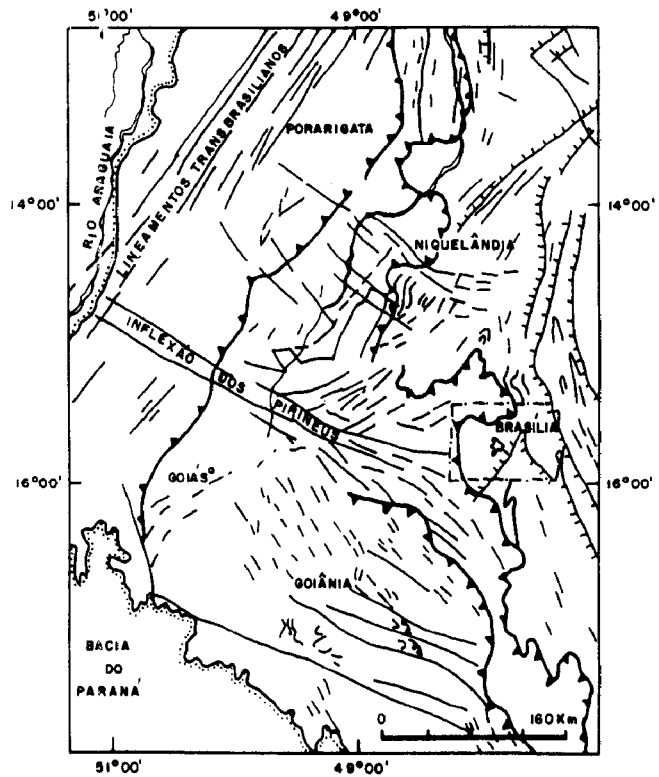 51°00'
49°00'
PORARIGATA
RIO ARAGUAIA
LINEAMENTOS TRANSBRASILIANOS
14°00'
14°00'
NIQUELÂNDIA
INFLEXÃO DOS PIRINEUS
BRASÍLIA
GOIÁS
16°00'
16°00'
GOIÂNIA
BACIA
DO
PARANÁ
0
160 Km
51°00'
49°00'